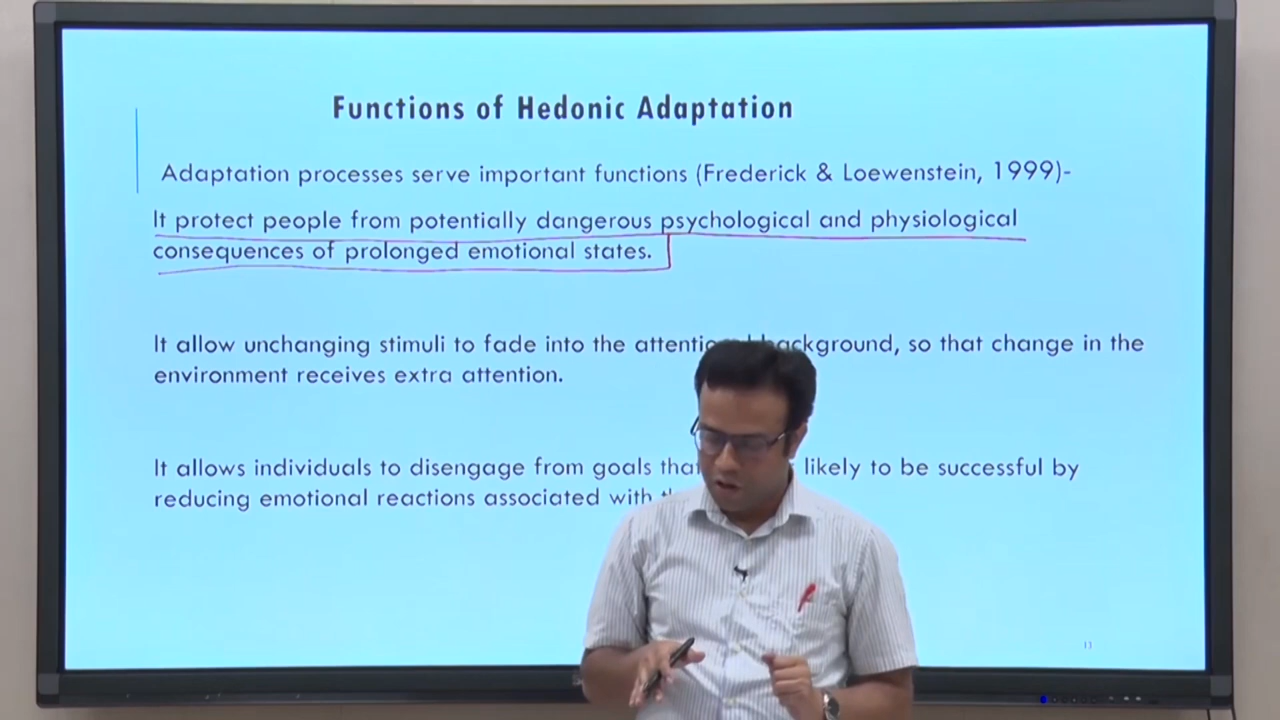 Functions of Hedonic Adaptation
Adaptation processes serve important functions (Frederick & Loewenstein, 1999)-
It protect people from potentially dangerous psychological and physiological
consequences of prolonged emotional states.
It allow unchanging stimuli to fade into the background, so that change in the
environment receives extra attention.
It allows individuals to disengage from goals likely to be successful by
reducing emotional reactions associated with
13